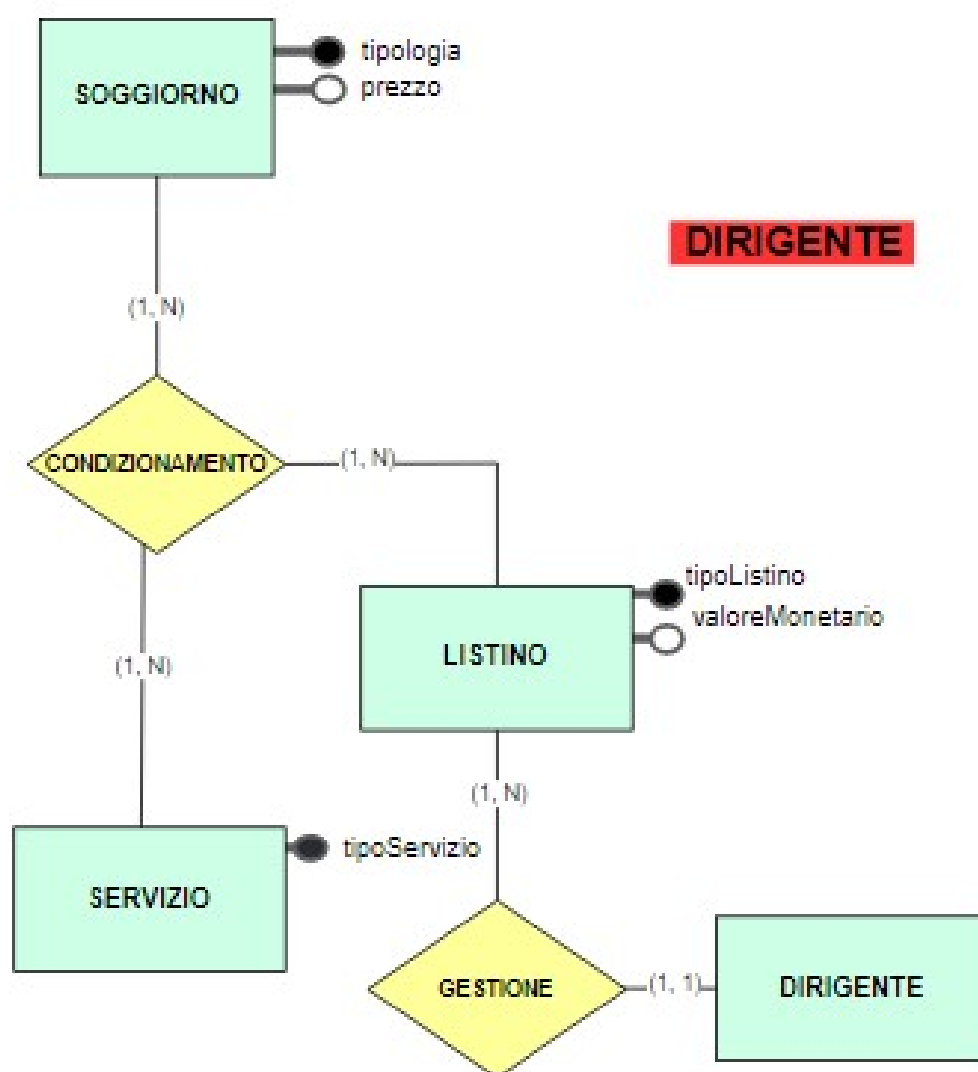 tipologia
SOGGIORNO
prezzo
DIRIGENTE
(1, N)
CONDIZIONAMENTO
(1, N)
tipoListino
valoreMonetario
LISTINO
(1, N)
(1, N)
tipoServizio
SERVIZIO
GESTIONE
(1, 1)
DIRIGENTE